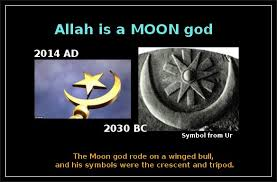 Allah is a MOON god
2014 AD
2030 BC
Symbol from Ur
The Moon god rode on a winged bull,
and his symbols were the crescent and tripod.